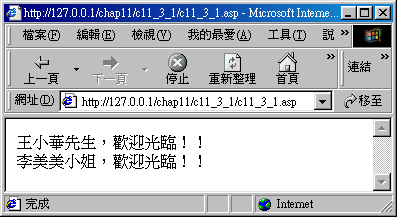 http://127.0.0.1/chap11/c11_3_1/c11_3_1.asp - Microsoft Interne...
檔案(F) 編輯(E) 檢視(V) 我的最愛(A) 工具(T) 說 »
上一頁 下一頁 停止 重新整理 首頁 » 連結
網址(D) http://127.0.0.1/chap11/c11_3_1/c11_3_1.asp 移至
王小華先生，歡迎光臨！！
李美美小姐，歡迎光臨！！
完成 Internet